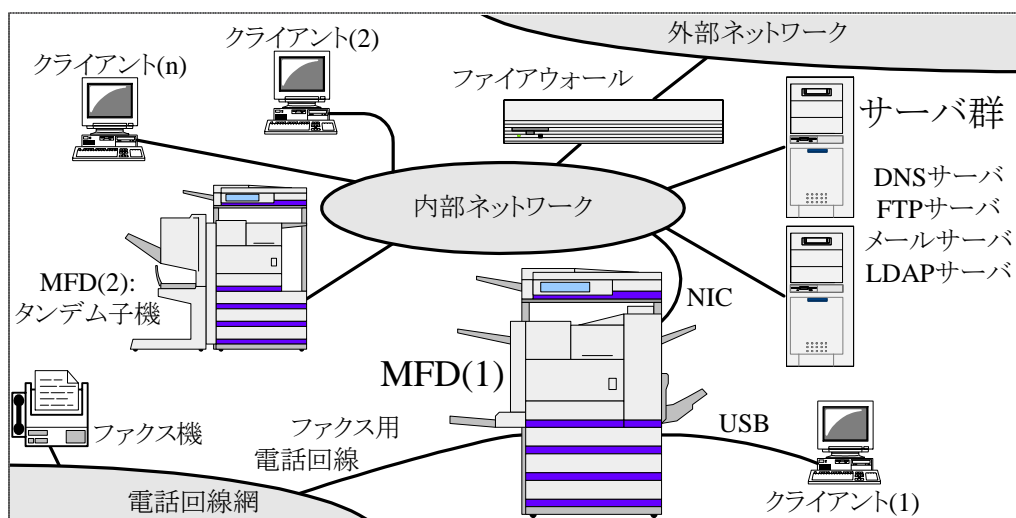 外部ネットワーク
クライアント(2)
クライアント(n)
ファイアウォール
サーバ群
DNSサーバ
FTPサーバ
メールサーバ
LDAPサーバ
内部ネットワーク
MFD(2):
タンデム子機
NIC
MFD(1)
ファクス機
ファクス用
電話回線
USB
電話回線網
クライアント(1)